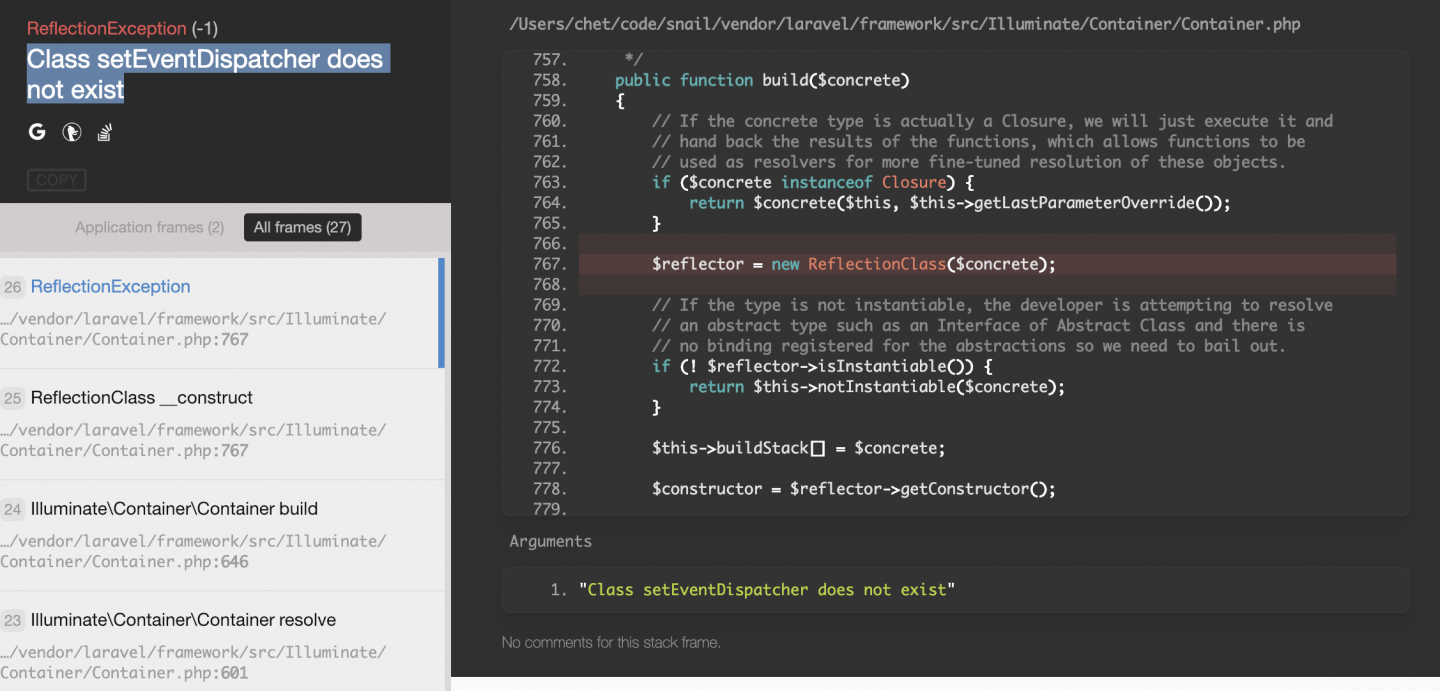 ReflectionException (-1)
Class setEventDispatcher does
not exist
G
COPY
Application frames (2) All frames (27)
26 ReflectionException
…/vendor/laravel/framework/src/Illuminate/
Container/Container.php:767
25 ReflectionClass __construct
…/vendor/laravel/framework/src/Illuminate/
Container/Container.php:767
24 Illuminate\Container\Container build
…/vendor/laravel/framework/src/Illuminate/
Container/Container.php:646
23 Illuminate\Container\Container resolve
…/vendor/laravel/framework/src/Illuminate/
Container/Container.php:601
/Users/chet/code/snail/vendor/laravel/framework/src/Illuminate/Container/Container.php
757.      */
758.     public function build($concrete)
759.     {
760.         // If the concrete type is actually a Closure, we will just execute it and
761.         // hand back the results of the functions, which allows functions to be
762.         // used as resolvers for more fine-tuned resolution of these objects.
763.         if ($concrete instanceof Closure) {
764.             return $concrete($this, $this->getLastParameterOverride());
765.         }
766.
767.         $reflector = new ReflectionClass($concrete);
768.
769.         // If the type is not instantiable, the developer is attempting to resolve
770.         // an abstract type such as an Interface of Abstract Class and there is
771.         // no binding registered for the abstractions so we need to bail out.
772.         if (! $reflector->isInstantiable()) {
773.             return $this->notInstantiable($concrete);
774.         }
775.
776.         $this->buildStack[] = $concrete;
777.
778.         $constructor = $reflector->getConstructor();
779.
Arguments
1. "Class setEventDispatcher does not exist"
No comments for this stack frame.